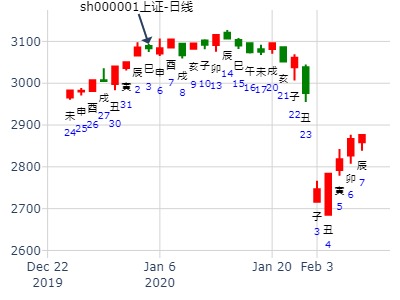 sh000001上证-日线
3100
3000
2900
2800
2700
2600
未 申 酉 戌 丑 寅 辰 巳 申 酉 戌 亥 子 卯 辰 巳 午 未 戌 亥 子 丑
24 25 26 27 30 31 2 3 6 7 8 9 10 13 14 15 16 17 20 21 22 23
子 丑 寅 卯 辰
3 4 5 6 7
Dec 22 Jan 6 Jan 20 Feb 3
2019 2020